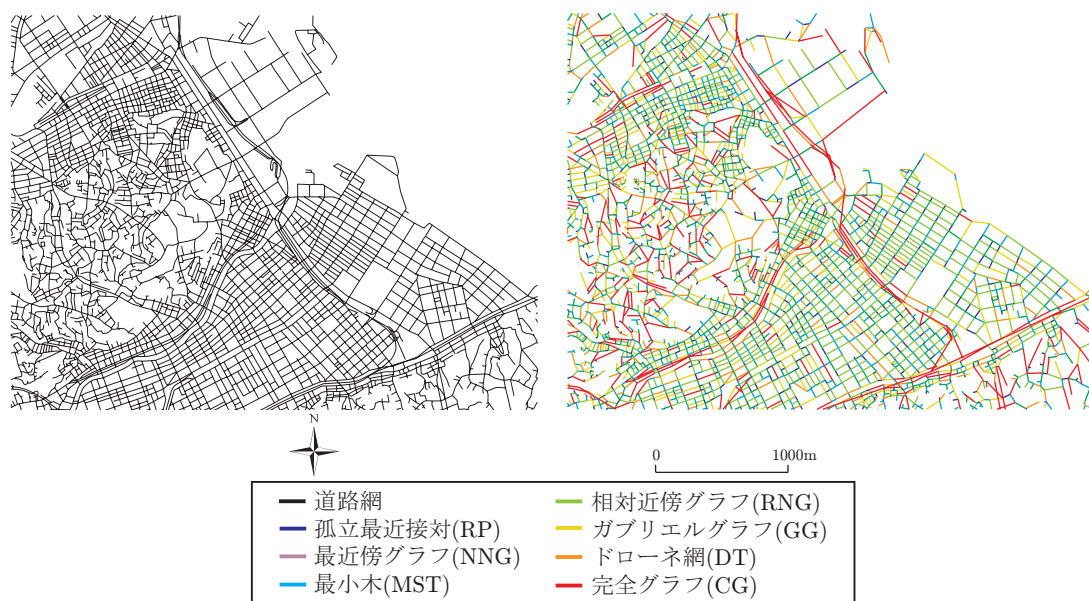 N
0
1000m
道路網
孤立最近接対(RP)
最近傍グラフ(NNG)
最小木(MST)
相対近傍グラフ(RNG)
ガブリエルグラフ(GG)
ドローネ網(DT)
完全グラフ(CG)